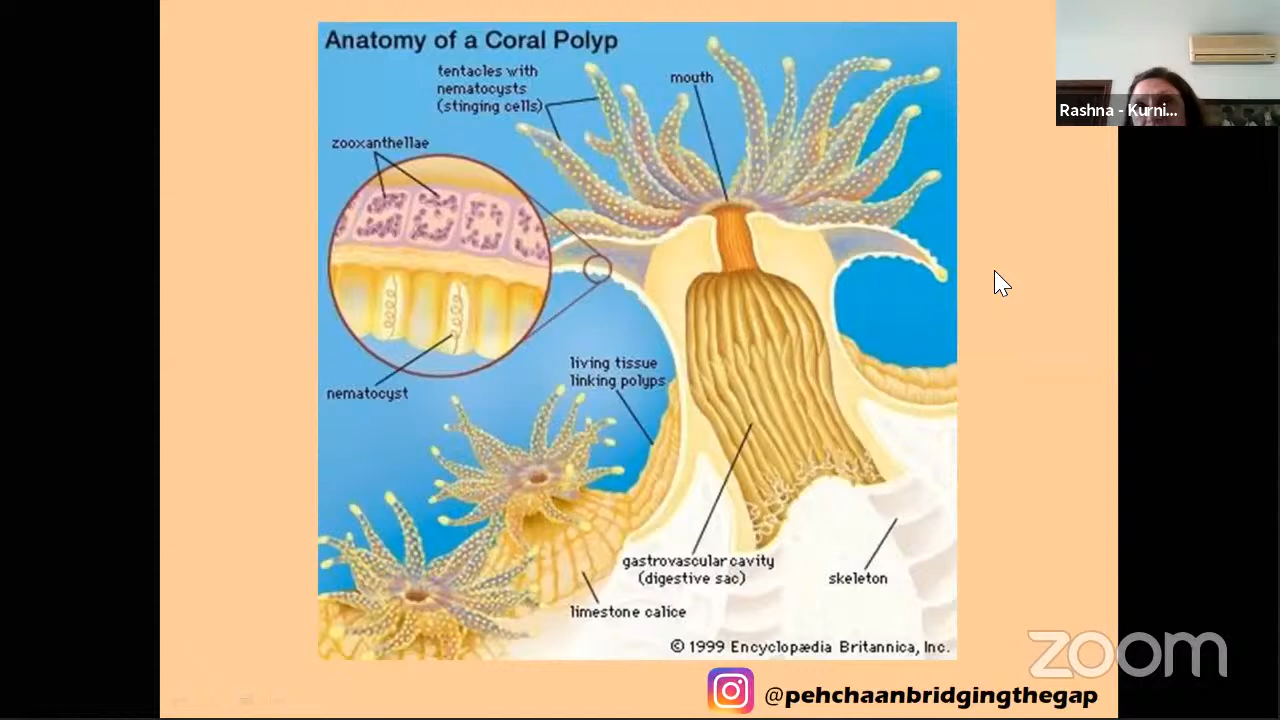 Anatomy of a Coral Polyp
tentacles with
nematocysts
(stinging cells)
mouth
zooxanthellae
nematocyst
living tissue
linking polyps
gastrovascular cavity
(digestive sac)
skeleton
limestone calice
© 1999 Encyclopædia Britannica, Inc.
Rashna - Kurni...
zoom
@pehchaanbridgingthegap